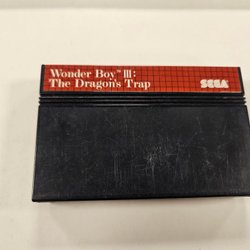 Wonder Boy™ III:
The Dragon's Trap
SEGA